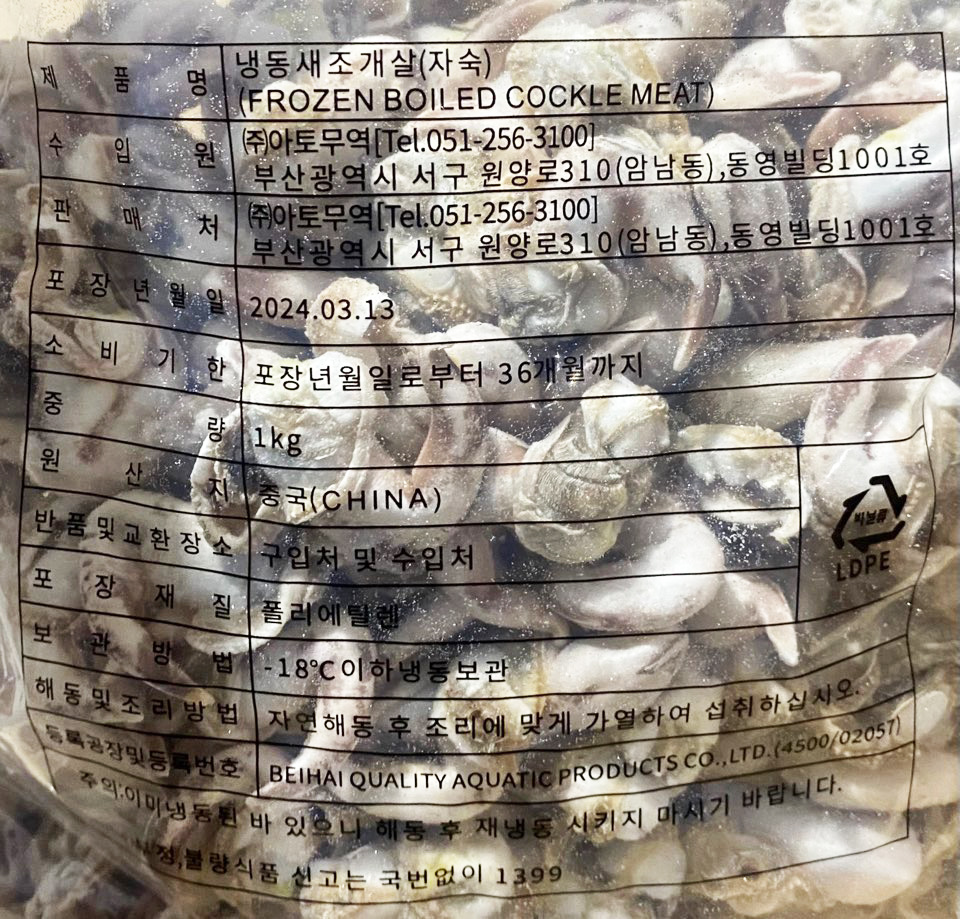 제 품 명 냉동새조개살(자숙)
(FROZEN BOILED COCKLE MEAT)
수 입 원 ㈜아토무역[Tel.051-256-3100]
부산광역시 서구 원양로310(암남동),동영빌딩1001호
판 매 처 ㈜아토무역[Tel.051-256-3100]
부산광역시 서구 원양로310(암남동),동영빌딩1001호
포 장 년 월 일 2024.03.13
소 비 기 한 포장년월일로부터 36개월까지
중 량 1kg
원 산 지 중국(CHINA)
반품및교환장소 구입처 및 수입처
비닐류
LDPE
포 장 재 질 폴리에틸렌
보 관 방 법 -18℃이하냉동보관
해동및조리방법 자연해동 후 조리에 맞게 가열하여 섭취하십시오.
등록공장및등록번호 BEIHAI QUALITY AQUATIC PRODUCTS CO.,LTD.(4500/02057)
주의:이미냉동된 바 있으니 해동 후 재냉동 시키지 마시기 바랍니다.
부정,불량식품 신고는 국번없이 1399